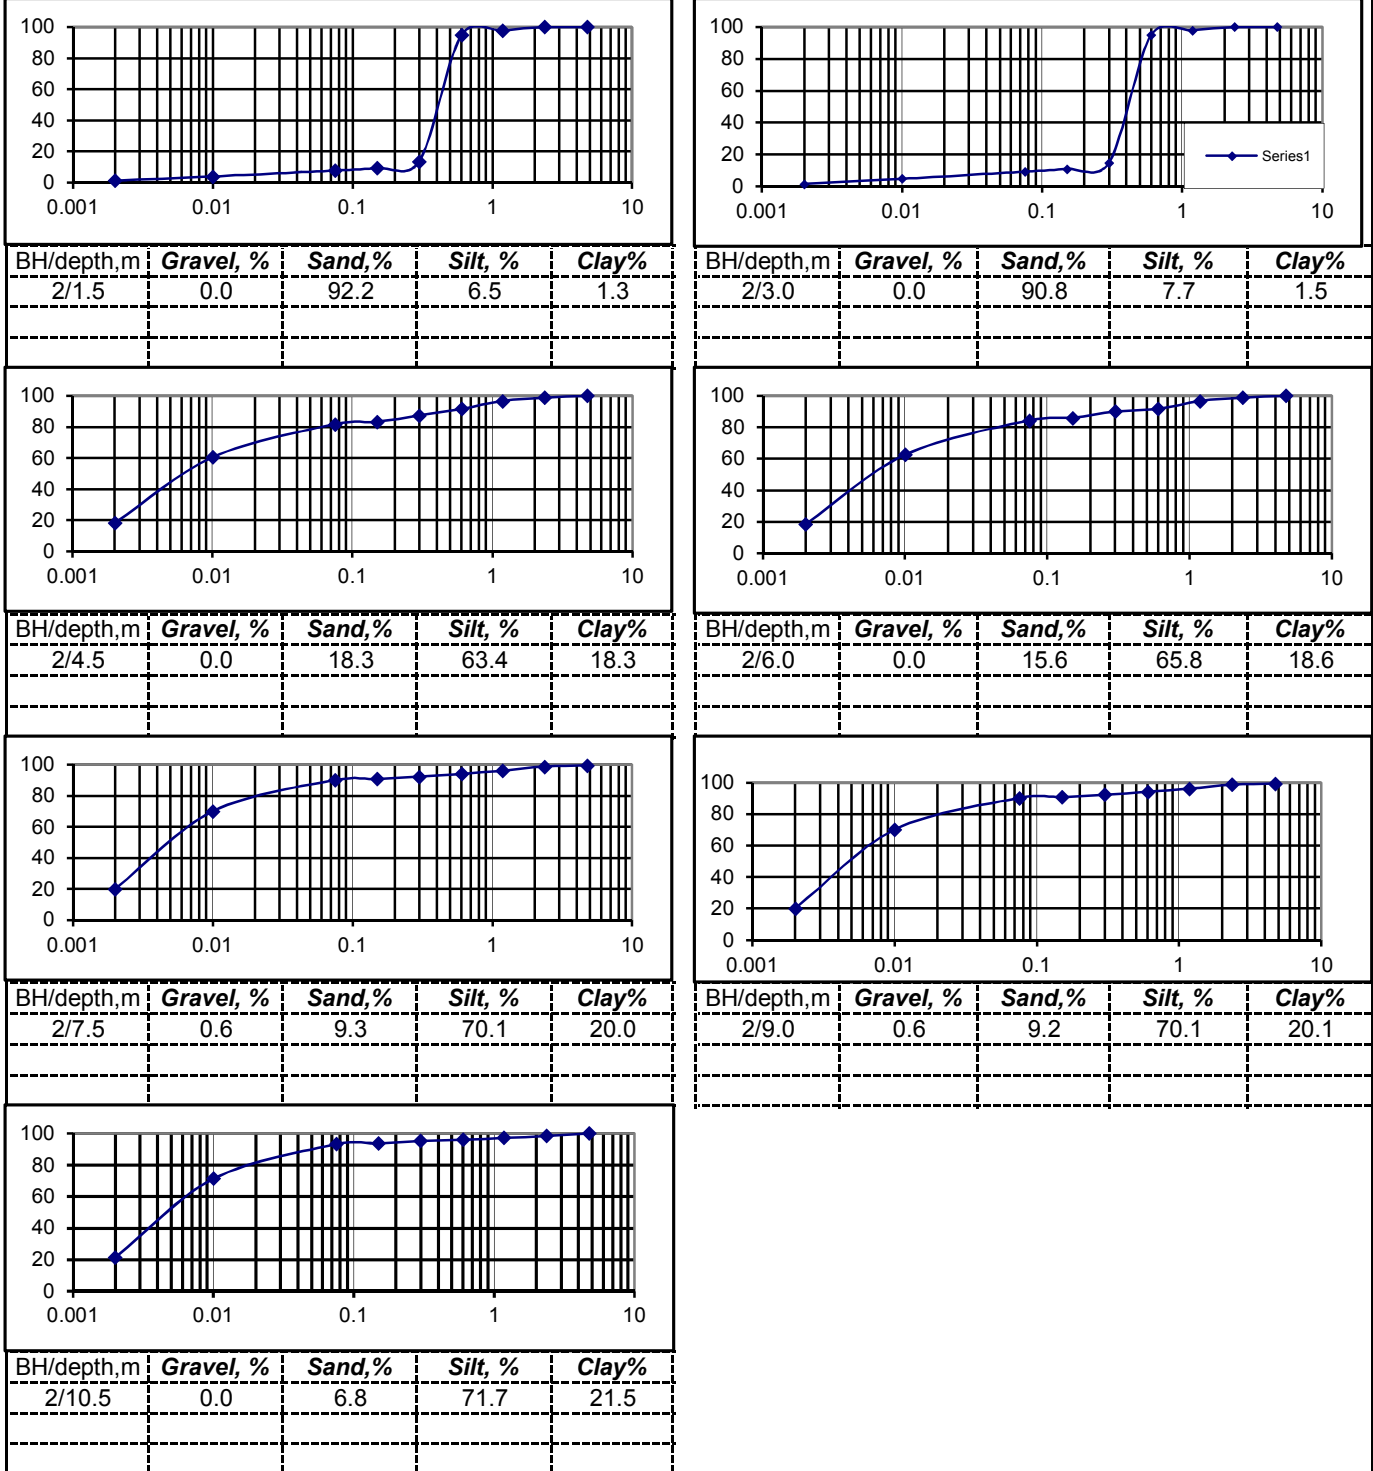 100
80
60
40
20
0
0.001 0.01 0.1 1 10
BH/depth,m Gravel, % Sand,% Silt, % Clay%
2/1.5 0.0 92.2 6.5 1.3
100
80
60
40
20
0
0.001 0.01 0.1 1 10
Series1
BH/depth,m Gravel, % Sand,% Silt, % Clay%
2/3.0 0.0 90.8 7.7 1.5
100
80
60
40
20
0
0.001 0.01 0.1 1 10
BH/depth,m Gravel, % Sand,% Silt, % Clay%
2/4.5 0.0 18.3 63.4 18.3
100
80
60
40
20
0
0.001 0.01 0.1 1 10
BH/depth,m Gravel, % Sand,% Silt, % Clay%
2/6.0 0.0 15.6 65.8 18.6
100
80
60
40
20
0
0.001 0.01 0.1 1 10
BH/depth,m Gravel, % Sand,% Silt, % Clay%
2/7.5 0.6 9.3 70.1 20.0
100
80
60
40
20
0
0.001 0.01 0.1 1 10
BH/depth,m Gravel, % Sand,% Silt, % Clay%
2/9.0 0.6 9.2 70.1 20.1
100
80
60
40
20
0
0.001 0.01 0.1 1 10
BH/depth,m Gravel, % Sand,% Silt, % Clay%
2/10.5 0.0 6.8 71.7 21.5